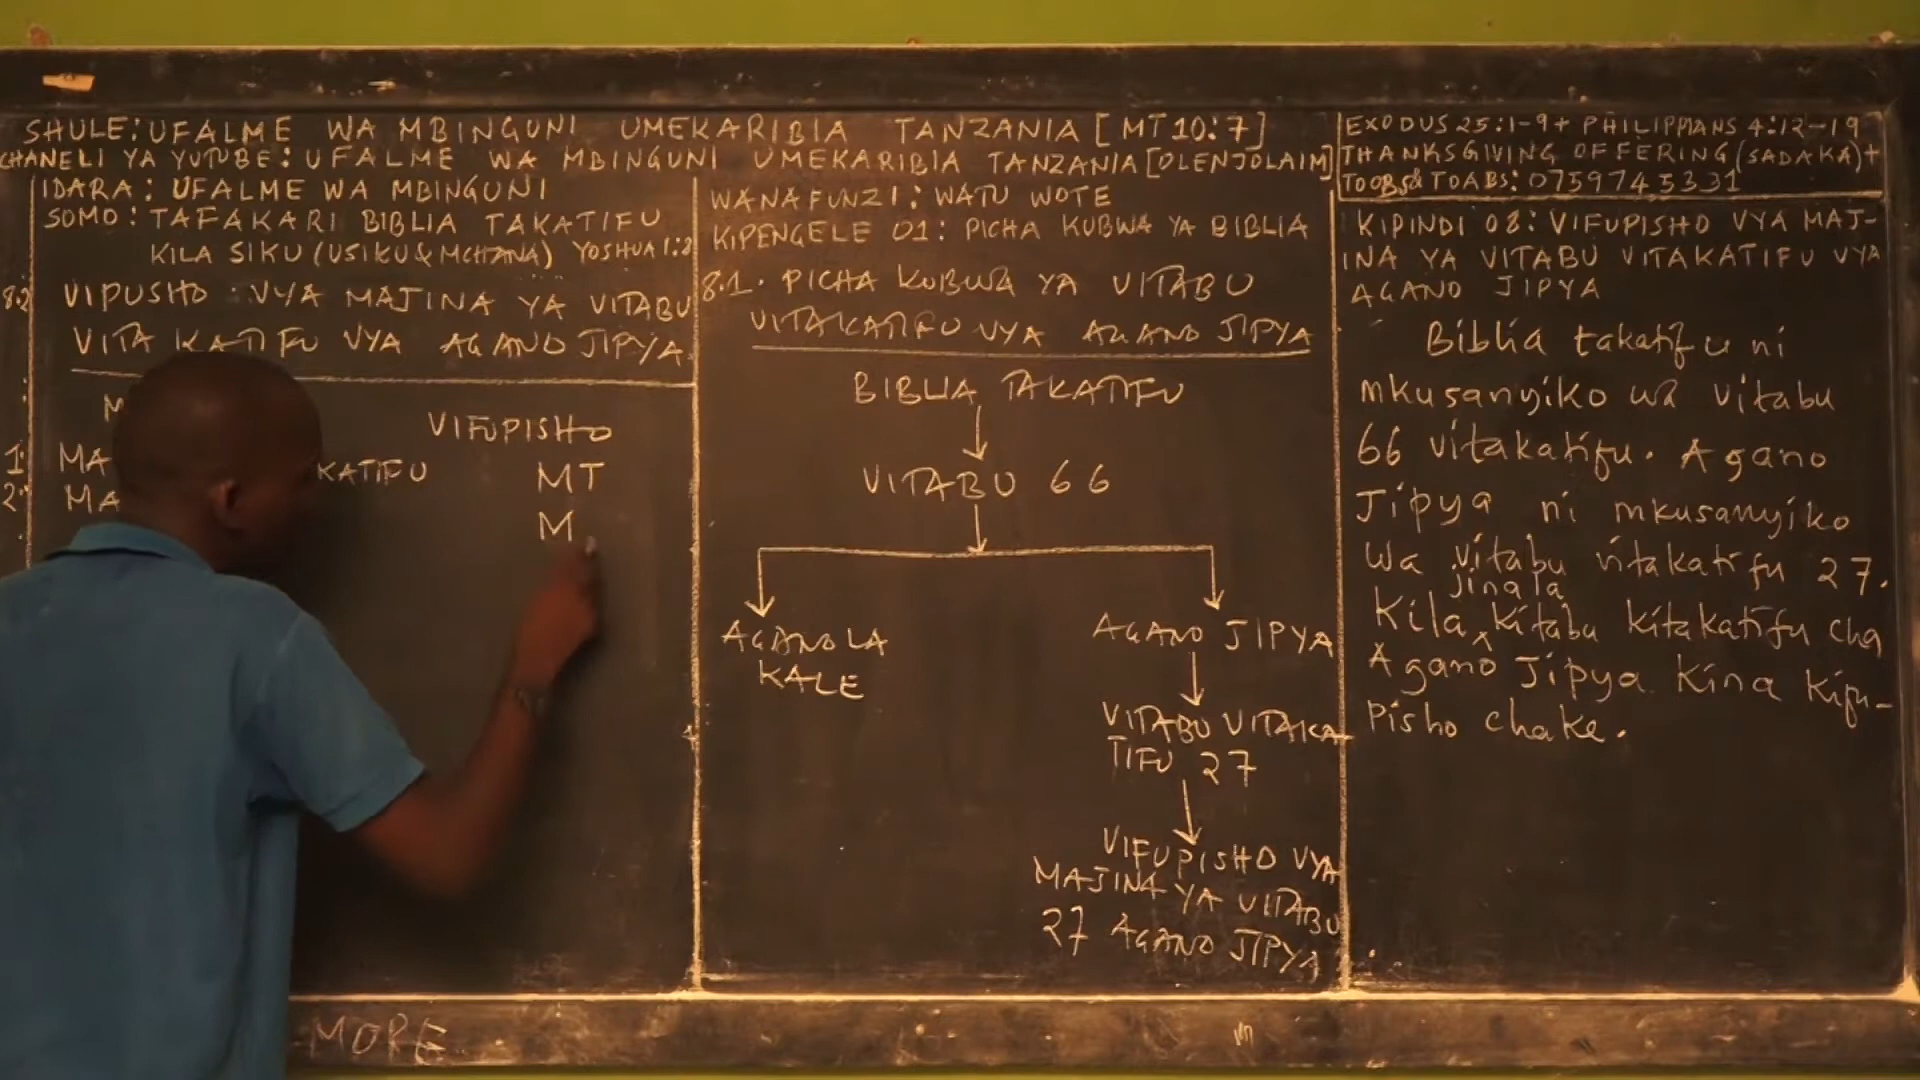 SHULE: UFALME WA MBINGUNI UMEKARIBIA TANZANIA [MT 10:7]
CHANELI YA YUTUBE: UFALME WA MBINGUNI UMEKARIBIA TANZANIA [OLENJOLAIM]
IDARA: UFALME WA MBINGUNI
SOMO: TAFAKARI BIBLIA TAKATIFU
KILA SIKU (USIKU & MCHANA) YOSHUA 1:8
8.2 VIPUSHO VYA MAJINA YA VITABU
VITAKATIFU VYA AGANO JIPYA.
VIFUPISHO
1. MA
KATIFU
MT
2. MA
M
WANAFUNZI: WATU WOTE
KIPENGELE 01: PICHA KUBWA YA BIBLIA
8.1. PICHA KUBWA YA VITABU
VITAKATIFU VYA AGANO JIPYA
BIBLIA TAKATIFU
VITABU 66
AGANO LA
KALE
AGANO JIPYA
VITABU VITAKA
TIFU 27
VIFUPISHO VYA
MAJINA YA VITABU
27 AGANO JIPYA
EXODUS 25:1-9 + PHILIPPIANS 4:12-19
THANKSGIVING OFFERING (SADAKA) +
TOOBS & TOABS: 0759745331
KIPINDI 08: VIFUPISHO VYA MAJ-
INA YA VITABU VITAKATIFU VYA
AGANO JIPYA
Biblia takatifu ni
mkusanyiko wa vitabu
66 vitakatifu. Agano
Jipya ni mkusanyiko
wa vitabu vitakatifu 27.
jina la
Kila ^ kitabu kitakatifu cha
Agano Jipya kina kifu-
pisho chake.
MORE